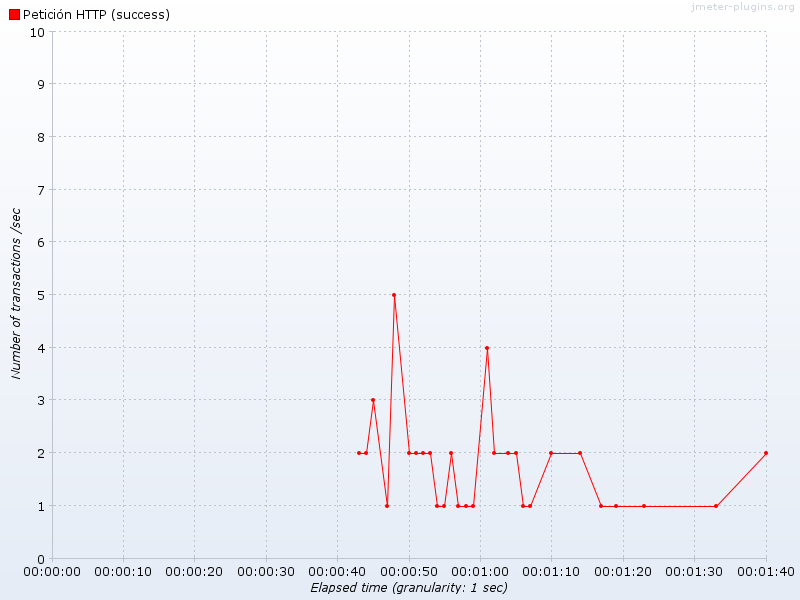 jmeter-plugins.org
Petición HTTP (success)
10
9
8
7
6
5
4
3
2
1
0
Number of transactions /sec
00:00:00 00:00:10 00:00:20 00:00:30 00:00:40 00:00:50 00:01:00 00:01:10 00:01:20 00:01:30 00:01:40
Elapsed time (granularity: 1 sec)